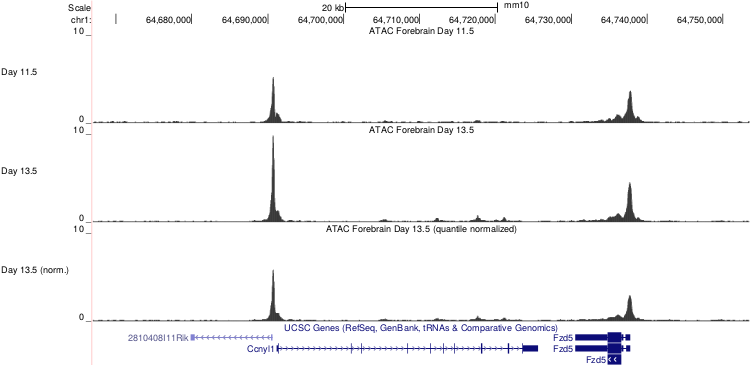 Scale 20 kb mm10
chr1: 64,680,000 64,690,000 64,700,000 64,710,000 64,720,000 64,730,000 64,740,000 64,750,000
ATAC Forebrain Day 11.5
10
Day 11.5
0
ATAC Forebrain Day 13.5
10
Day 13.5
0
ATAC Forebrain Day 13.5 (quantile normalized)
10
Day 13.5 (norm.)
0
UCSC Genes (RefSeq, GenBank, tRNAs & Comparative Genomics)
2810408I11Rik Fzd5
Ccnyl1 Fzd5
Fzd5